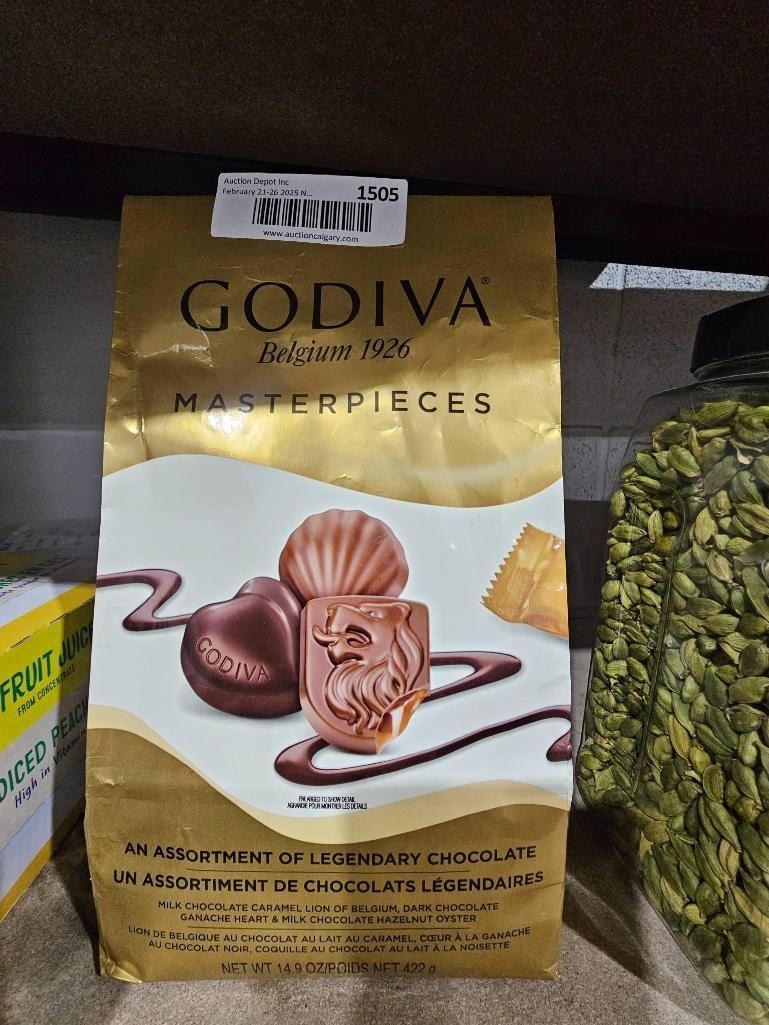 Auction Depot Inc
February 21-26 2025 N...
1505
www.auctioncalgary.com
GODIVA®
Belgium 1926
MASTERPIECES
GODIVA
ENLARGED TO SHOW DETAIL
AGRANDIE POUR MONTRER LES DÉTAILS
AN ASSORTMENT OF LEGENDARY CHOCOLATE
UN ASSORTIMENT DE CHOCOLATS LÉGENDAIRES
MILK CHOCOLATE CARAMEL LION OF BELGIUM, DARK CHOCOLATE
GANACHE HEART & MILK CHOCOLATE HAZELNUT OYSTER
LION DE BELGIQUE AU CHOCOLAT AU LAIT AU CARAMEL, CŒUR À LA GANACHE
AU CHOCOLAT NOIR, COQUILLE AU CHOCOLAT AU LAIT À LA NOISETTE
NET WT 14.9 OZ/POIDS NET 422 g
FRUIT JUICE
FROM CONCENTRATE
DICED PEACH
High in Vitamin